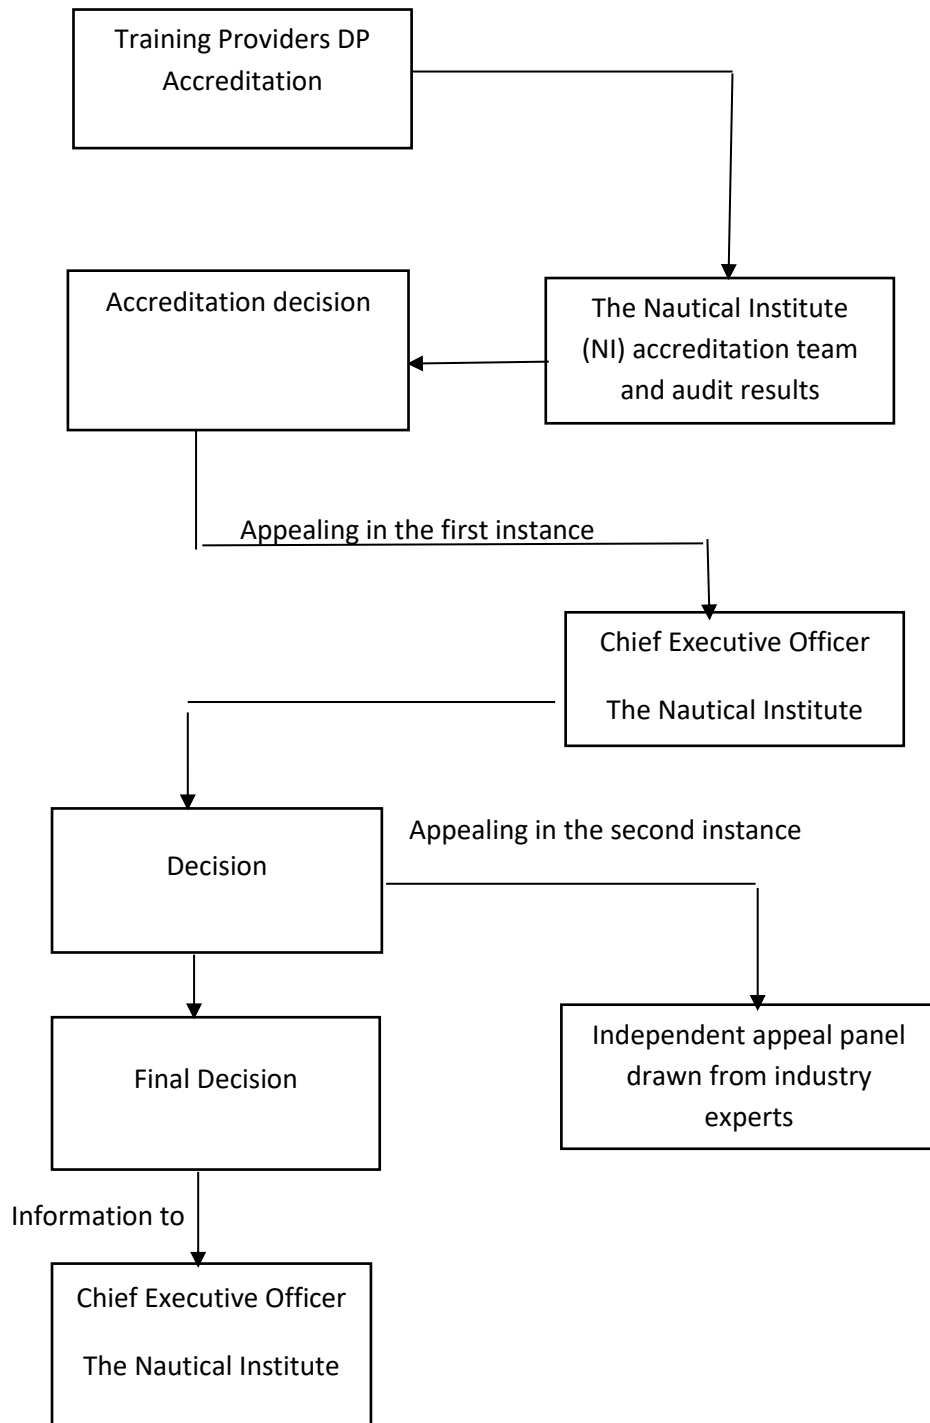 Training Providers DP
Accreditation
Accreditation decision
The Nautical Institute
(NI) accreditation team
and audit results
Appealing in the first instance
Chief Executive Officer
The Nautical Institute
Decision
Appealing in the second instance
Final Decision
Independent appeal panel
drawn from industry
experts
Information to
Chief Executive Officer
The Nautical Institute